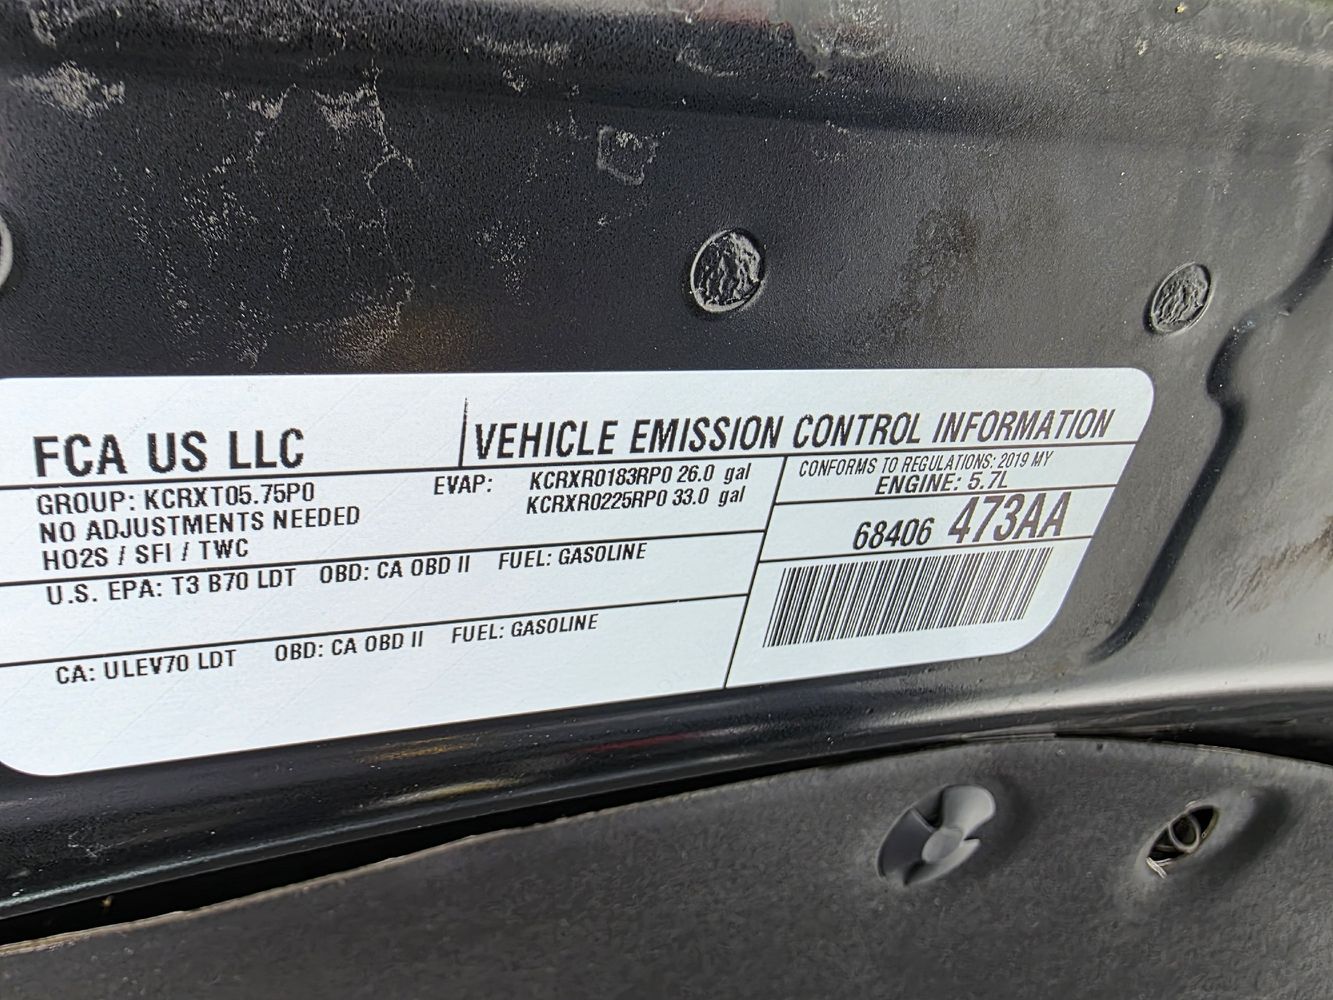 FCA US LLC
VEHICLE EMISSION CONTROL INFORMATION
GROUP: KCRXT05.75P0
NO ADJUSTMENTS NEEDED
HO2S / SFI / TWC
EVAP: KCRXR0183RP0 26.0 gal
KCRXR0225RP0 33.0 gal
CONFORMS TO REGULATIONS: 2019 MY
ENGINE: 5.7L
68406 473AA
U.S. EPA: T3 B70 LDT OBD: CA OBD II FUEL: GASOLINE
CA: ULEV70 LDT OBD: CA OBD II FUEL: GASOLINE